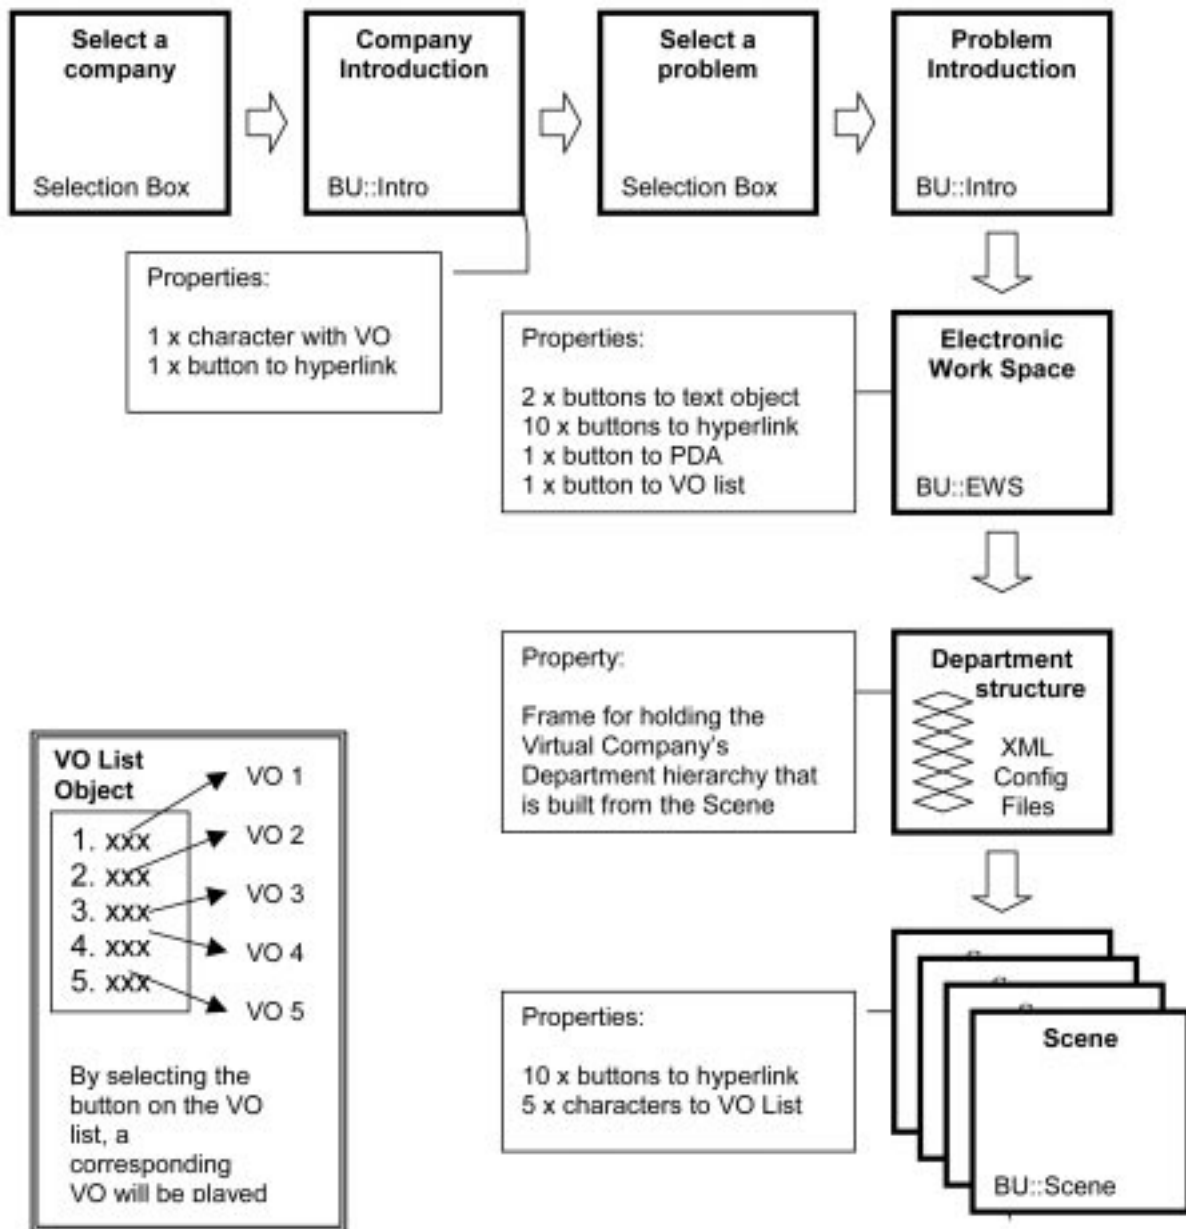 Select a
company
Selection Box
Company
Introduction
BU::Intro
Select a
problem
Selection Box
Problem
Introduction
BU::Intro
Properties:
1 x character with VO
1 x button to hyperlink
Properties:
2 x buttons to text object
10 x buttons to hyperlink
1 x button to PDA
1 x button to VO list
Electronic
Work Space
BU::EWS
Property:
Frame for holding the
Virtual Company's
Department hierarchy that
is built from the Scene
Department
structure
XML
Config
Files
VO List
Object
1. xxx
2. xxx
3. xxx
4. xxx
5. xxx
VO 1
VO 2
VO 3
VO 4
VO 5
By selecting the
button on the VO
list, a
corresponding
VO will be played
Properties:
10 x buttons to hyperlink
5 x characters to VO List
Scene
BU::Scene